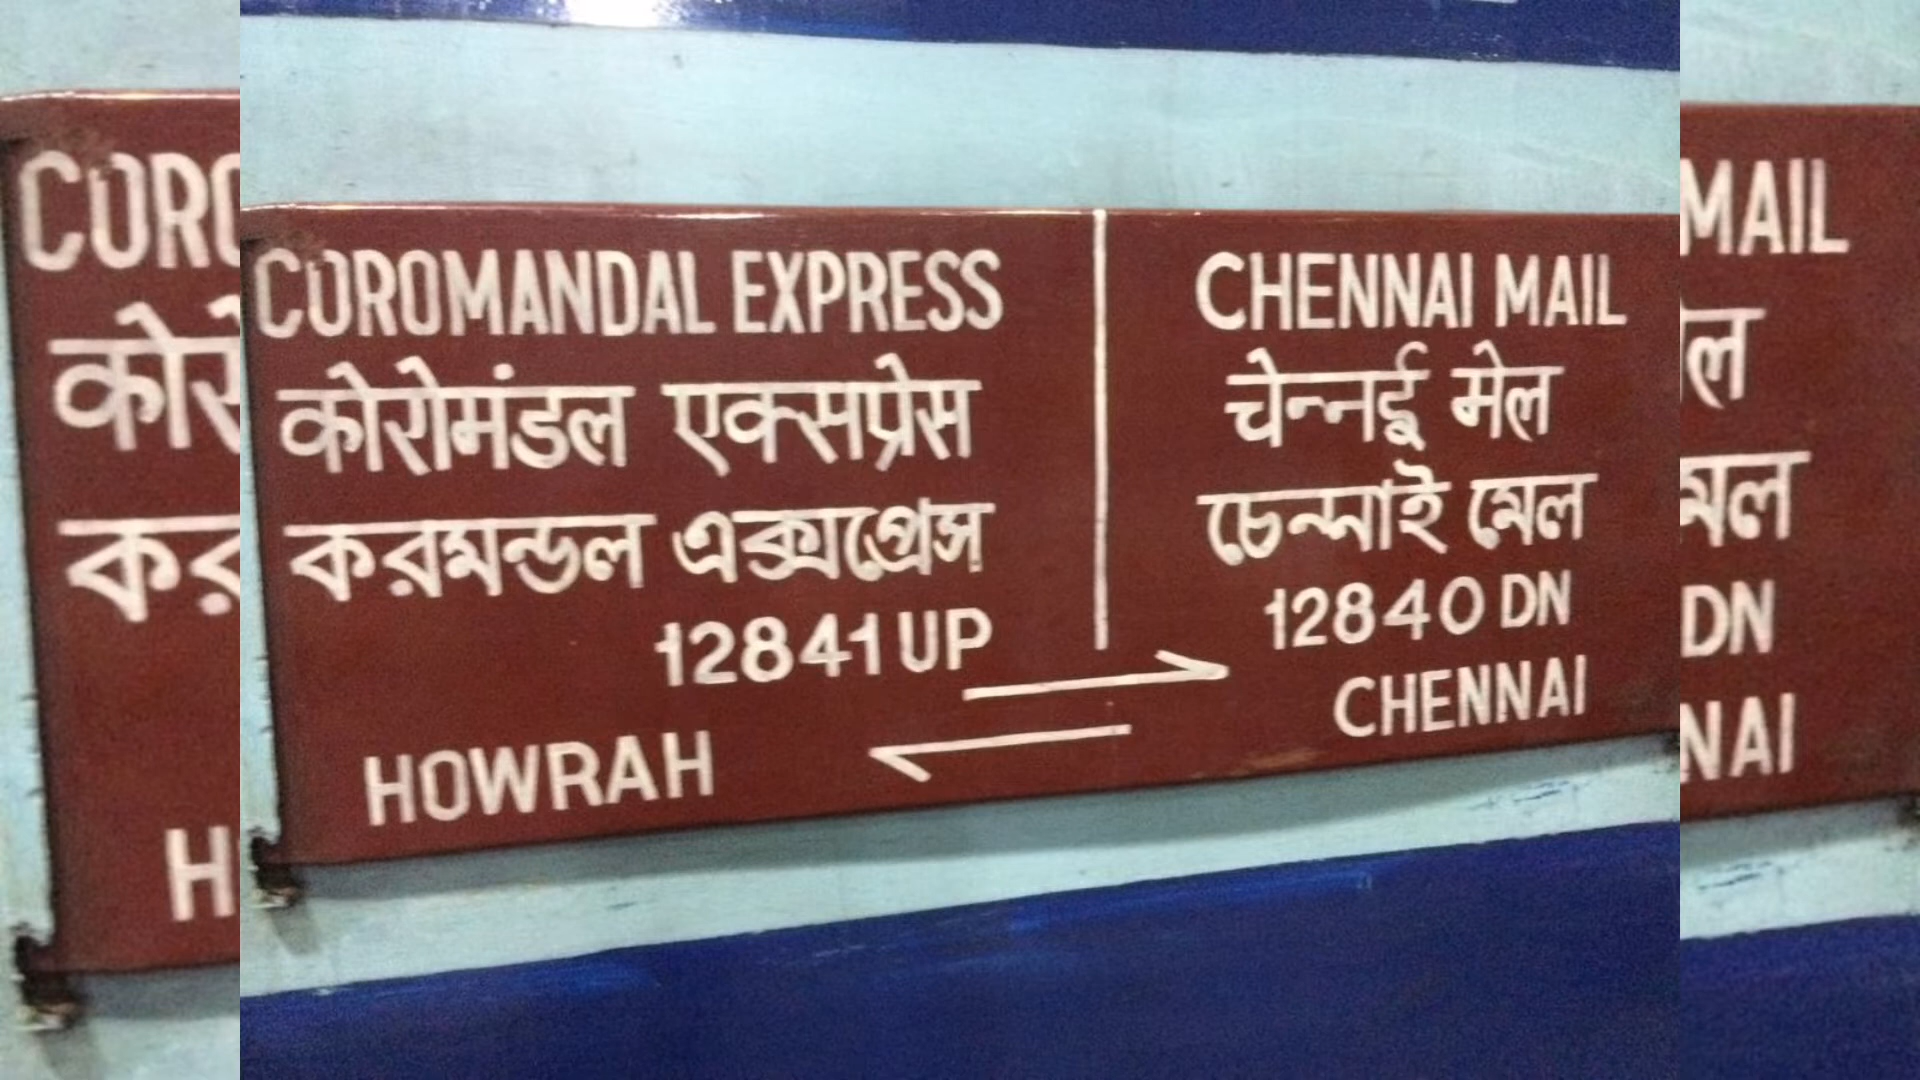 COROMANDAL EXPRESS
कोरोमंडल एक्सप्रेस
করমন্ডল এক্সপ্রেস
12841 UP
HOWRAH
CHENNAI MAIL
चेन्नई मेल
চেন্নাই মেল
12840 DN
CHENNAI